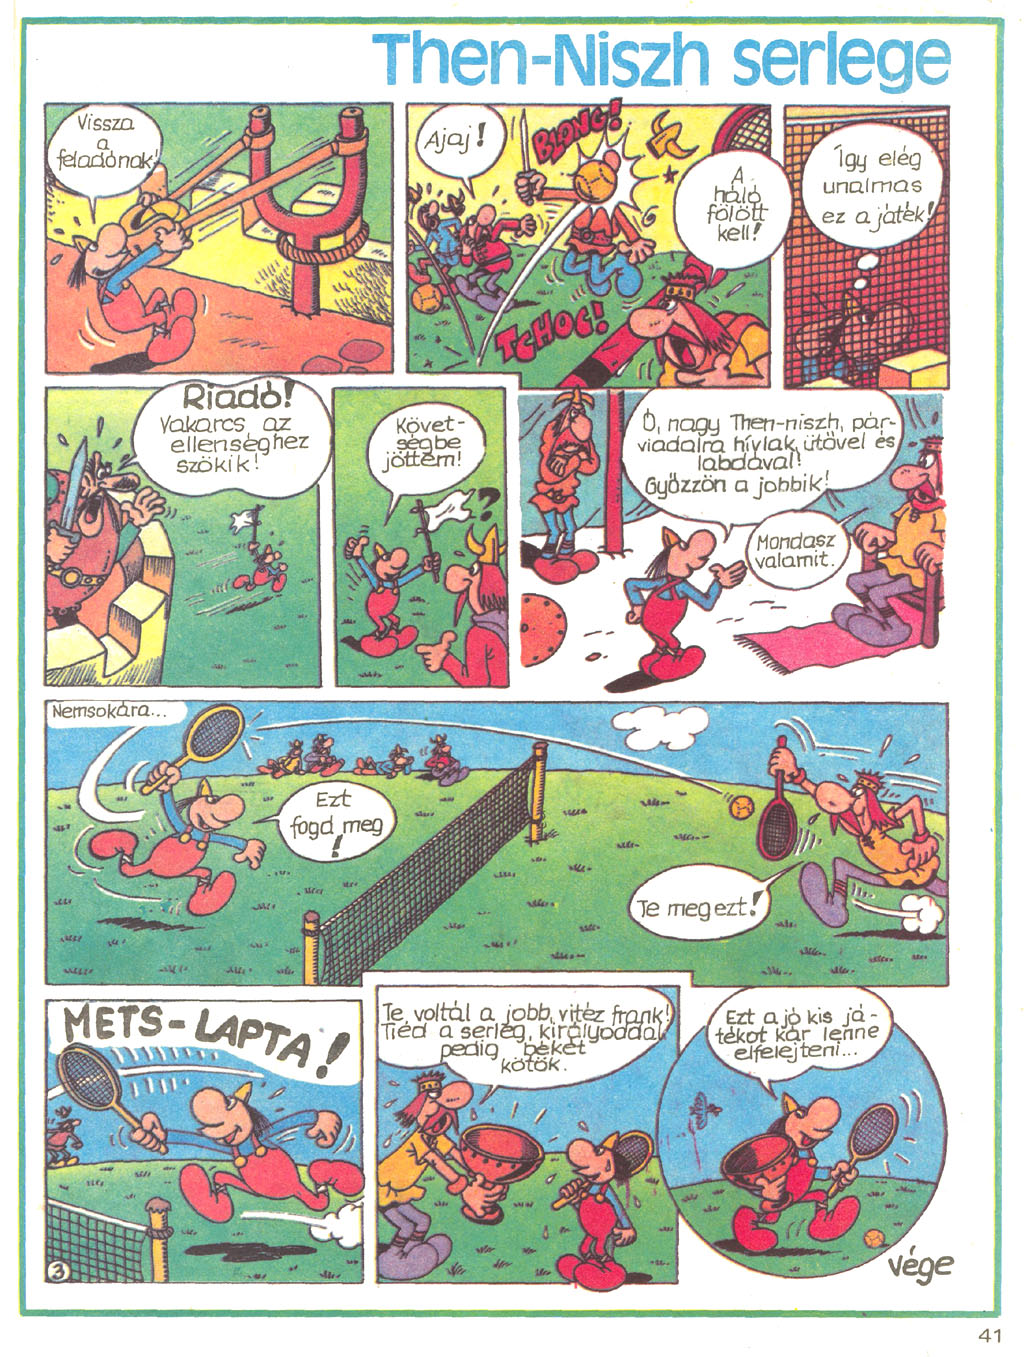 Then-Niszh serlege
Vissza
a
feladónak!
Ajaj!
BLONG!
TCHOC!
A
háló
fölött
kell!
Így elég
unalmas
ez a játék!
Riadó!
Vakarcs az
ellenséghez
szökik!
Követ-
ségbe
jöttem!
?
Ó, nagy Then-niszh, pár-
viadalra hívlak, ütővel és
labdával!
Győzzön a jobbik!
Mondasz
valamit.
Nemsokára...
Ezt
fogd meg
!
Te meg ezt!
METS-LAPTA!
3
Te voltál a jobb, vitéz frank!
Tiéd a serleg, királyoddal
pedig békét
kötök.
Ezt a jó kis já-
tékot kár lenne
elfelejteni...
vége
41